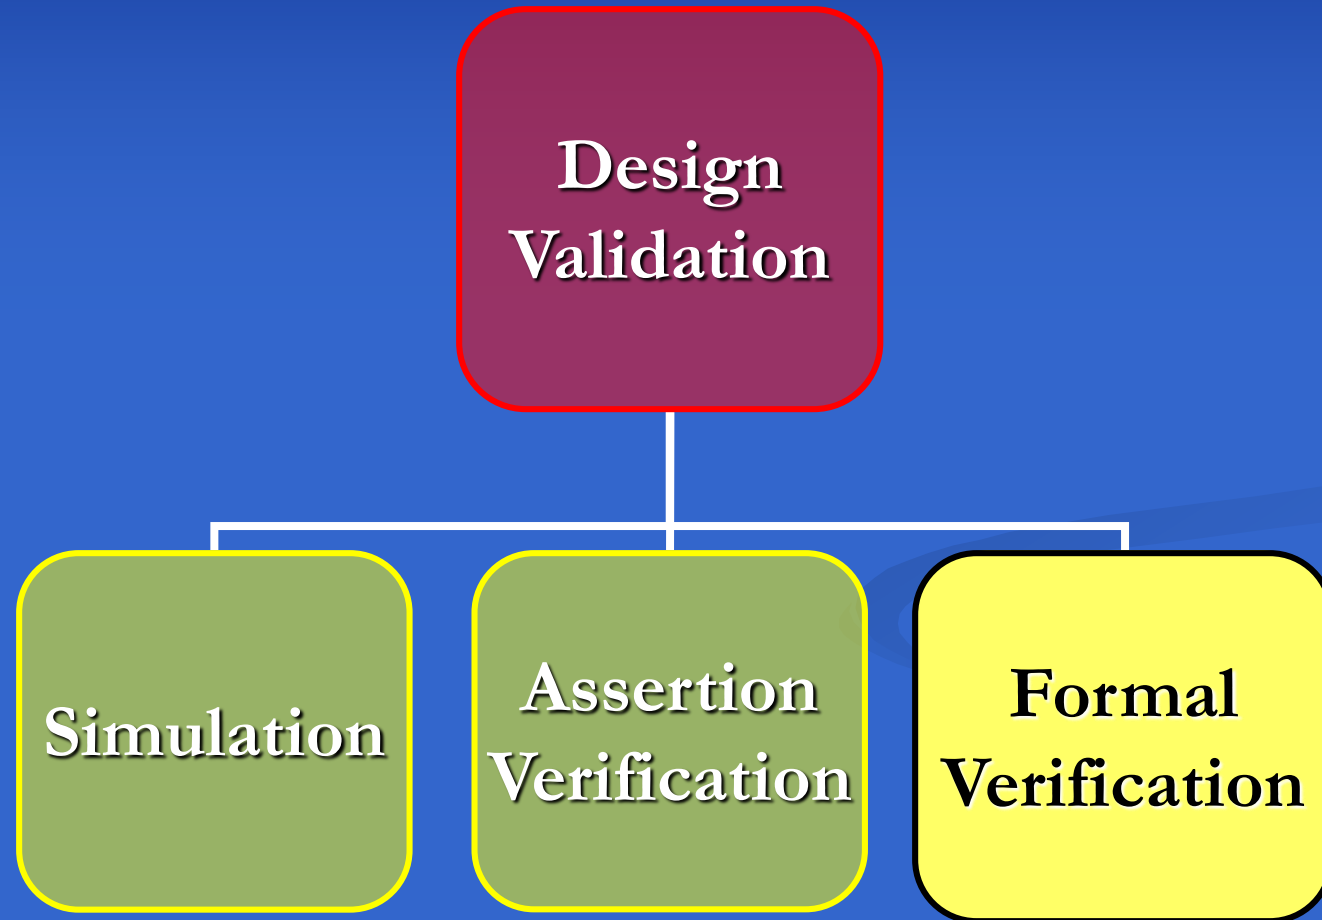 Design
Validation
Simulation
Assertion
Verification
Formal
Verification